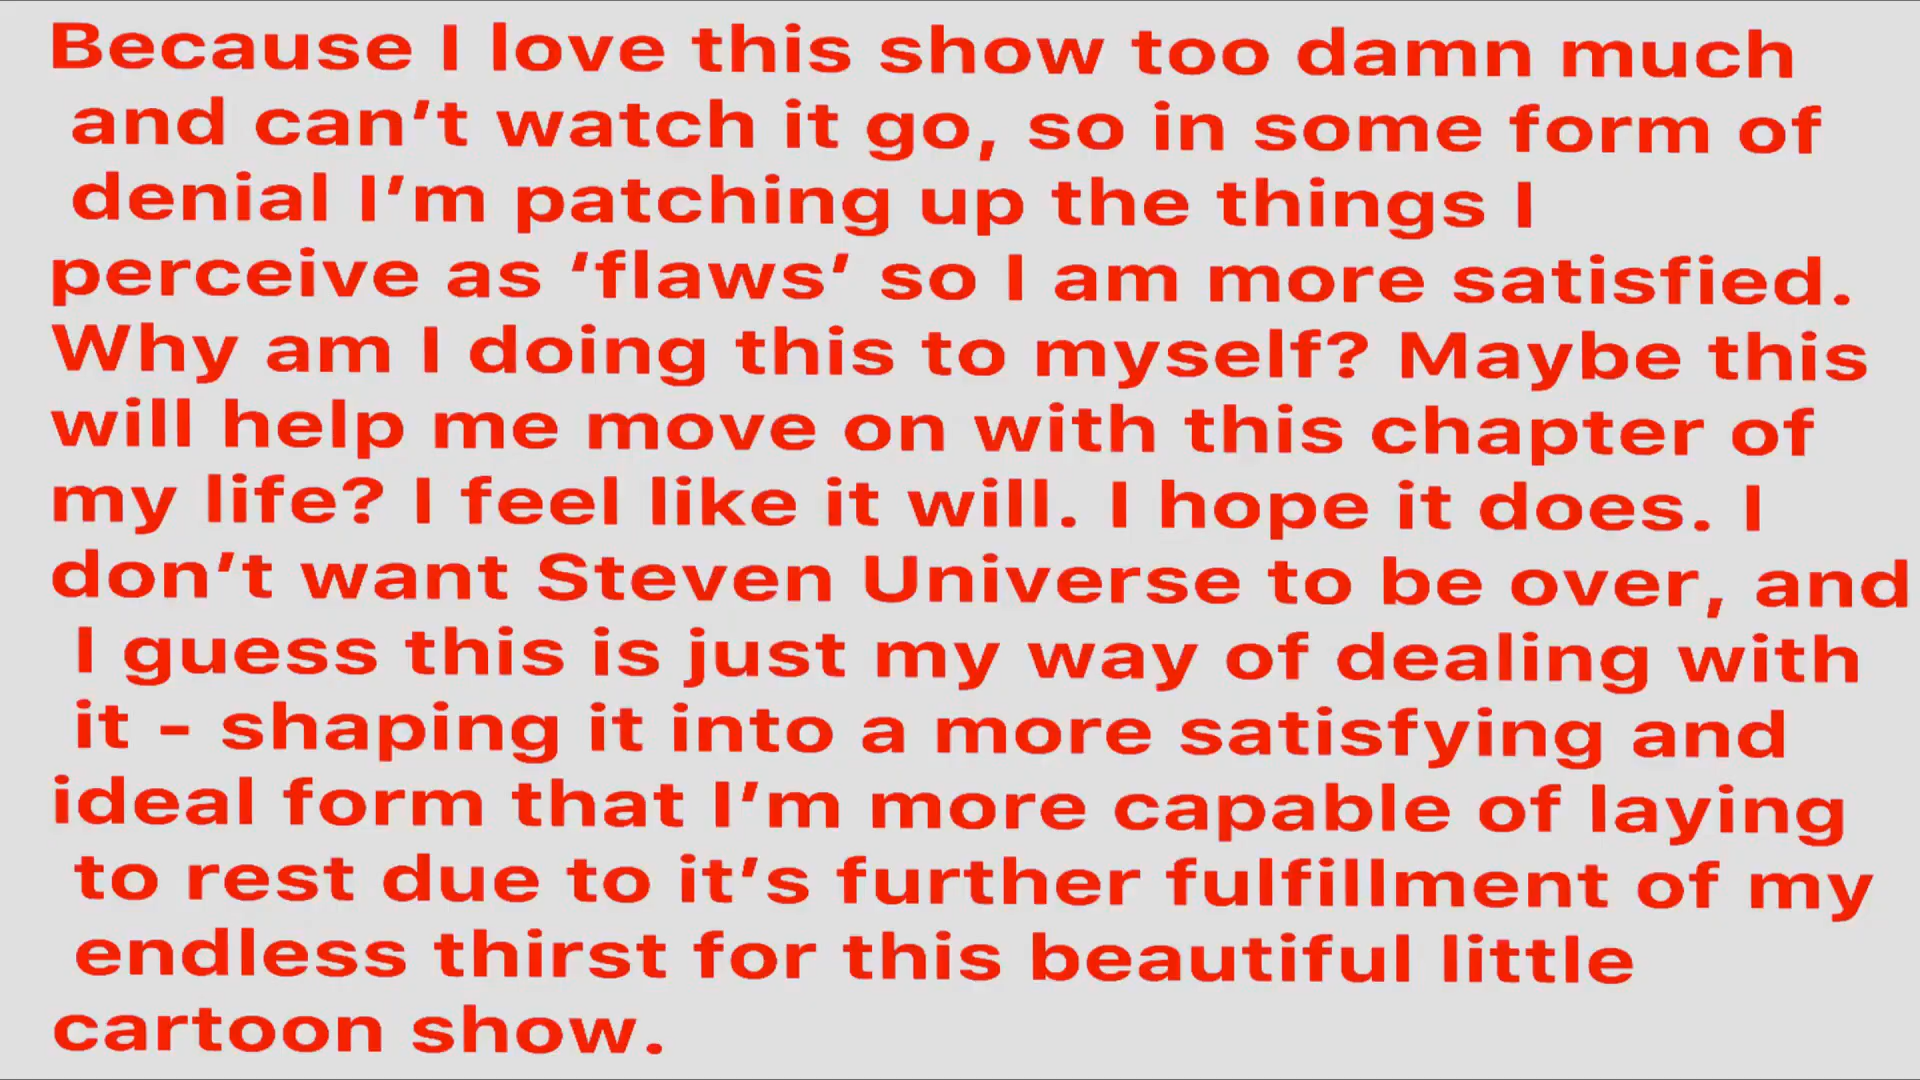 Because I love this show too damn much
and can’t watch it go, so in some form of
denial I’m patching up the things I
perceive as ‘flaws’ so I am more satisfied.
Why am I doing this to myself? Maybe this
will help me move on with this chapter of
my life? I feel like it will. I hope it does. I
don’t want Steven Universe to be over, and
I guess this is just my way of dealing with
it - shaping it into a more satisfying and
ideal form that I’m more capable of laying
to rest due to it’s further fulfillment of my
endless thirst for this beautiful little
cartoon show.